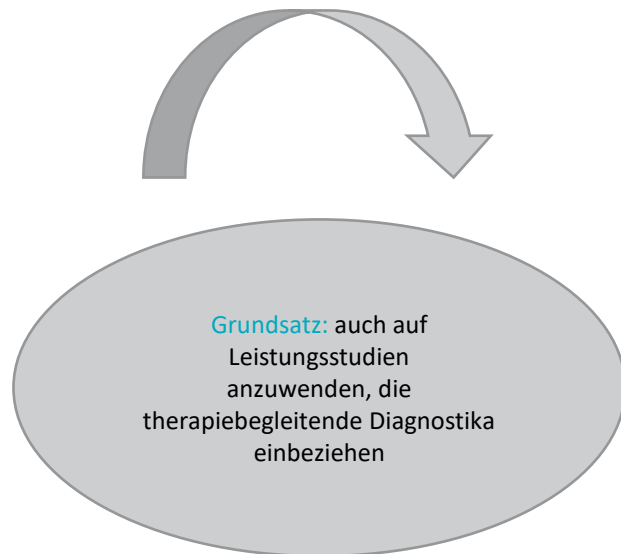 Grundsatz: auch auf
Leistungsstudien
anzuwenden, die
therapiebegleitende Diagnostika
einbeziehen